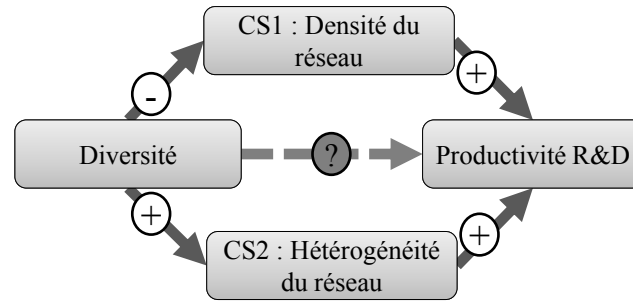 CS1 : Densité du
réseau
-
+
Diversité
?
Productivité R&D
+
+
CS2 : Hétérogénéité
du réseau